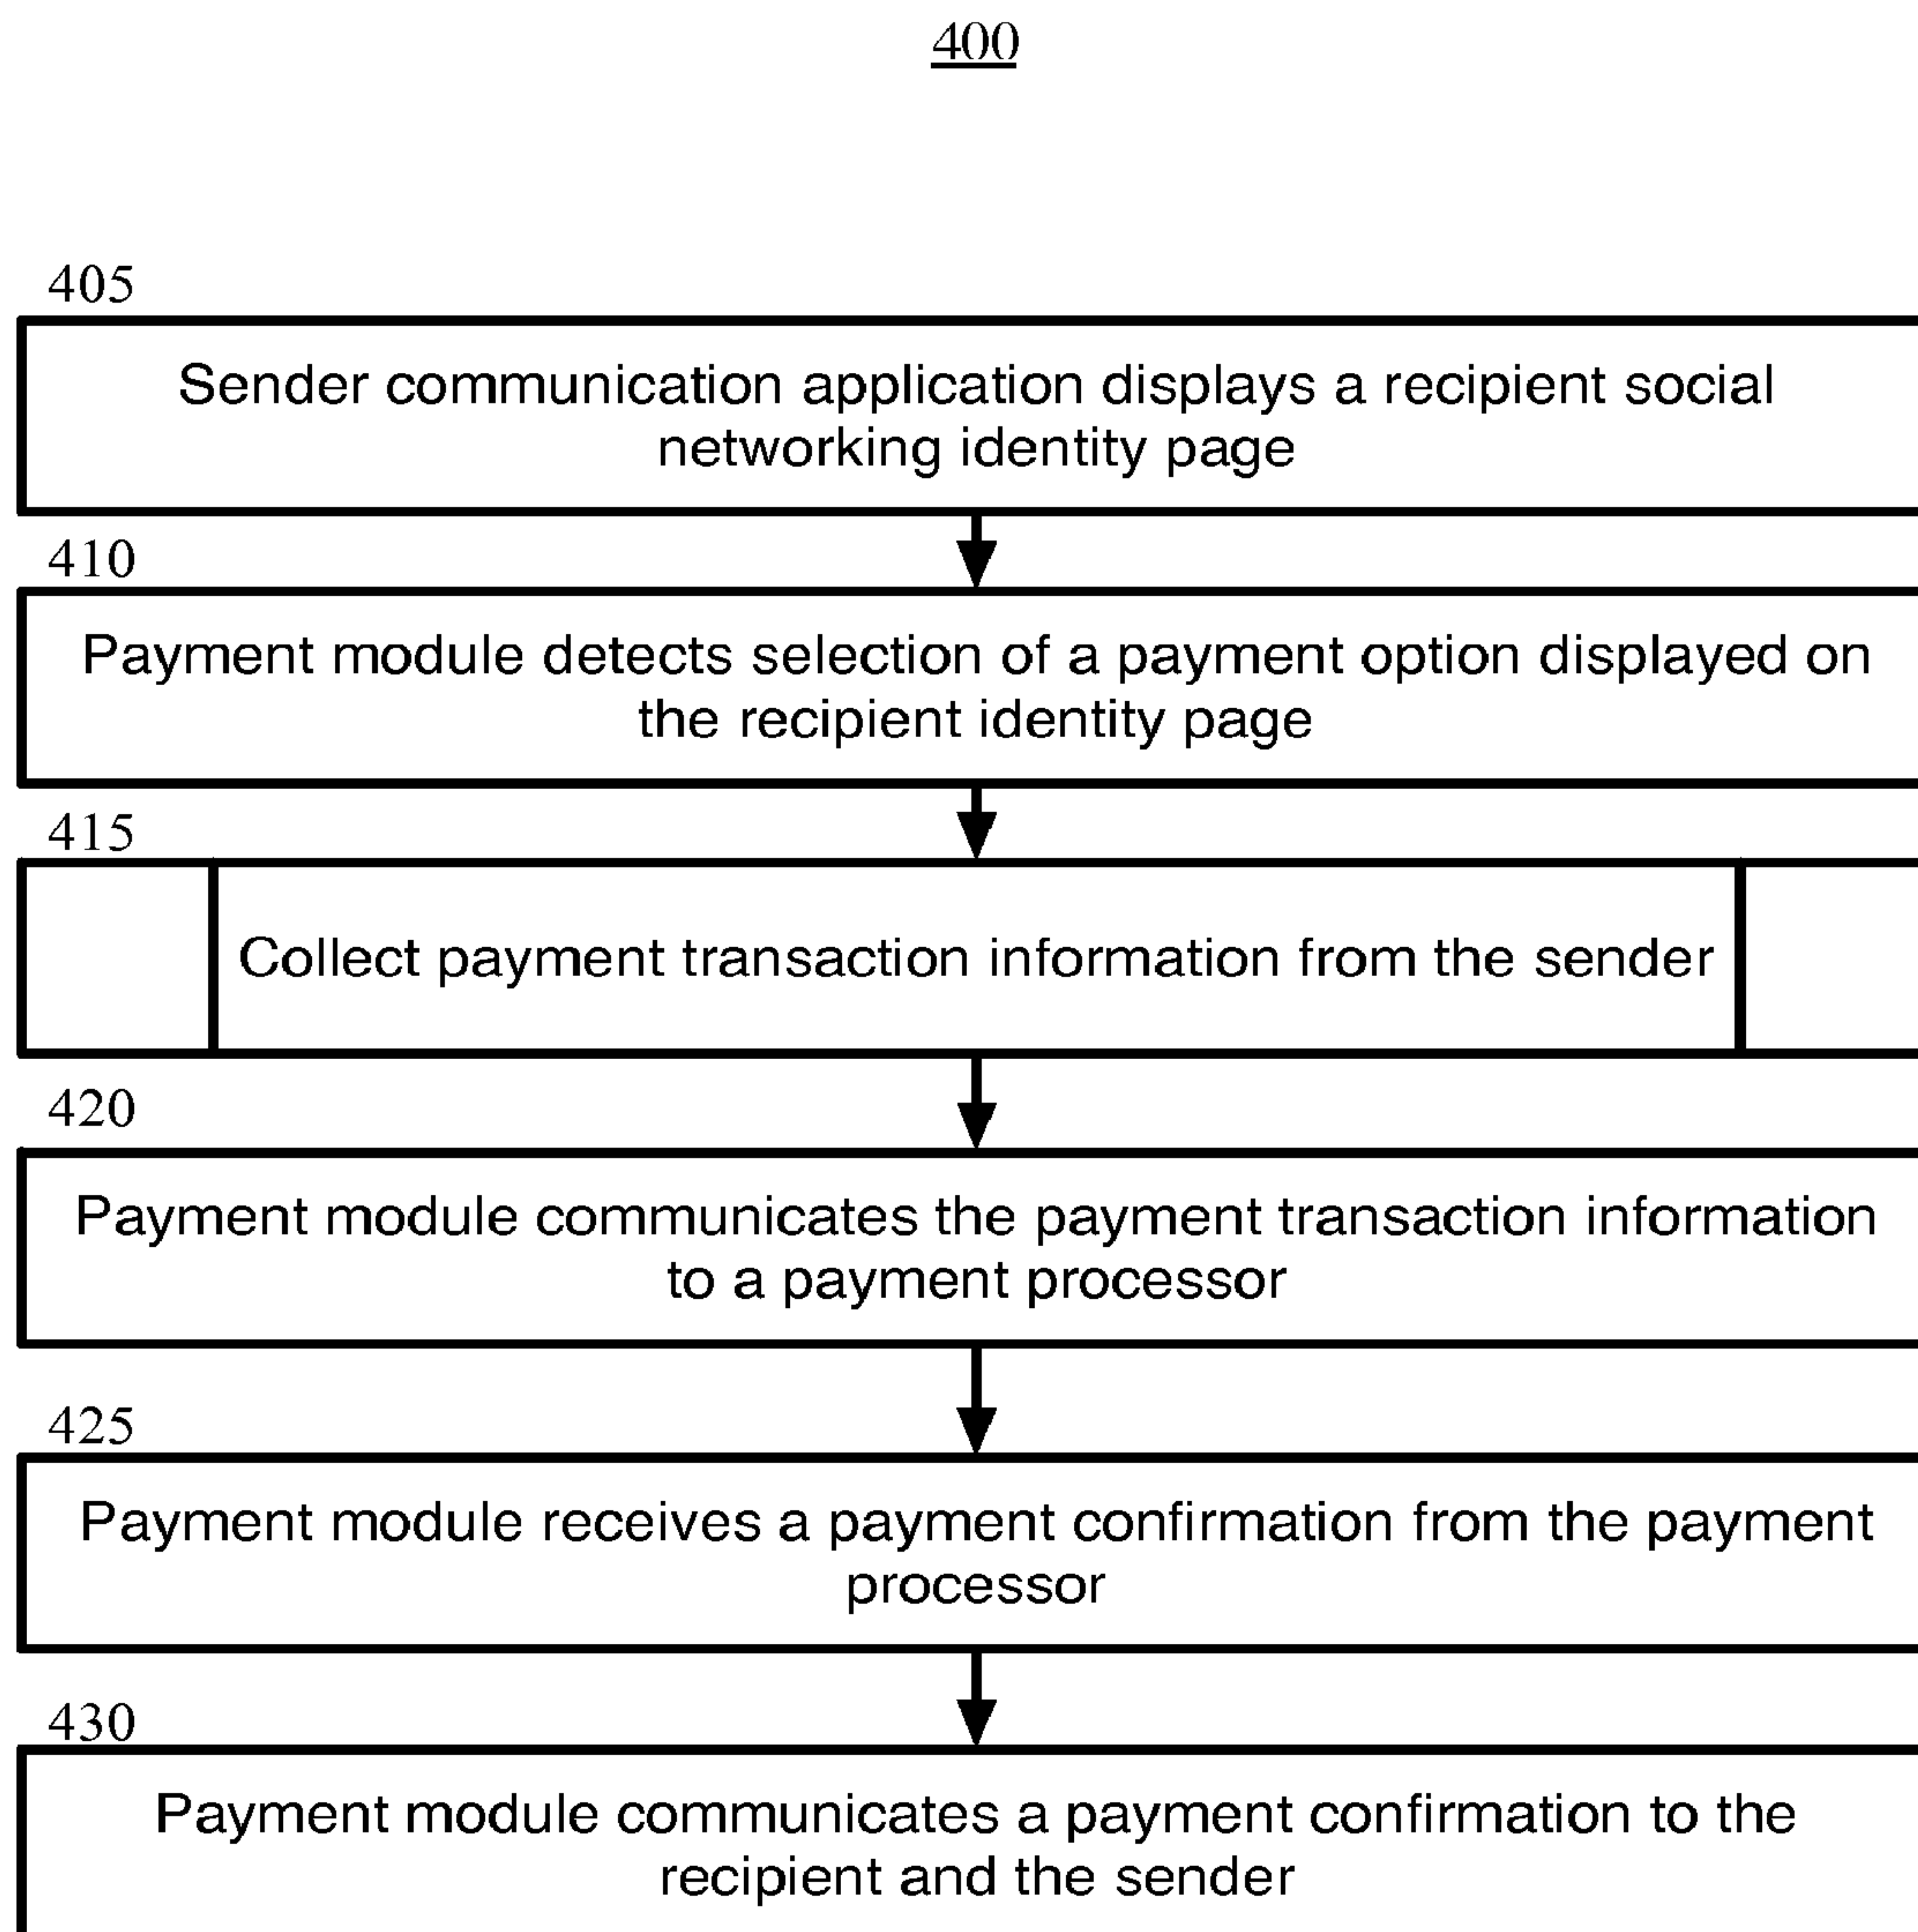 400
405
Sender communication application displays a recipient social
networking identity page
410
Payment module detects selection of a payment option displayed on
the recipient identity page
415
Collect payment transaction information from the sender
420
Payment module communicates the payment transaction information
to a payment processor
425
Payment module receives a payment confirmation from the payment
processor
430
Payment module communicates a payment confirmation to the
recipient and the sender